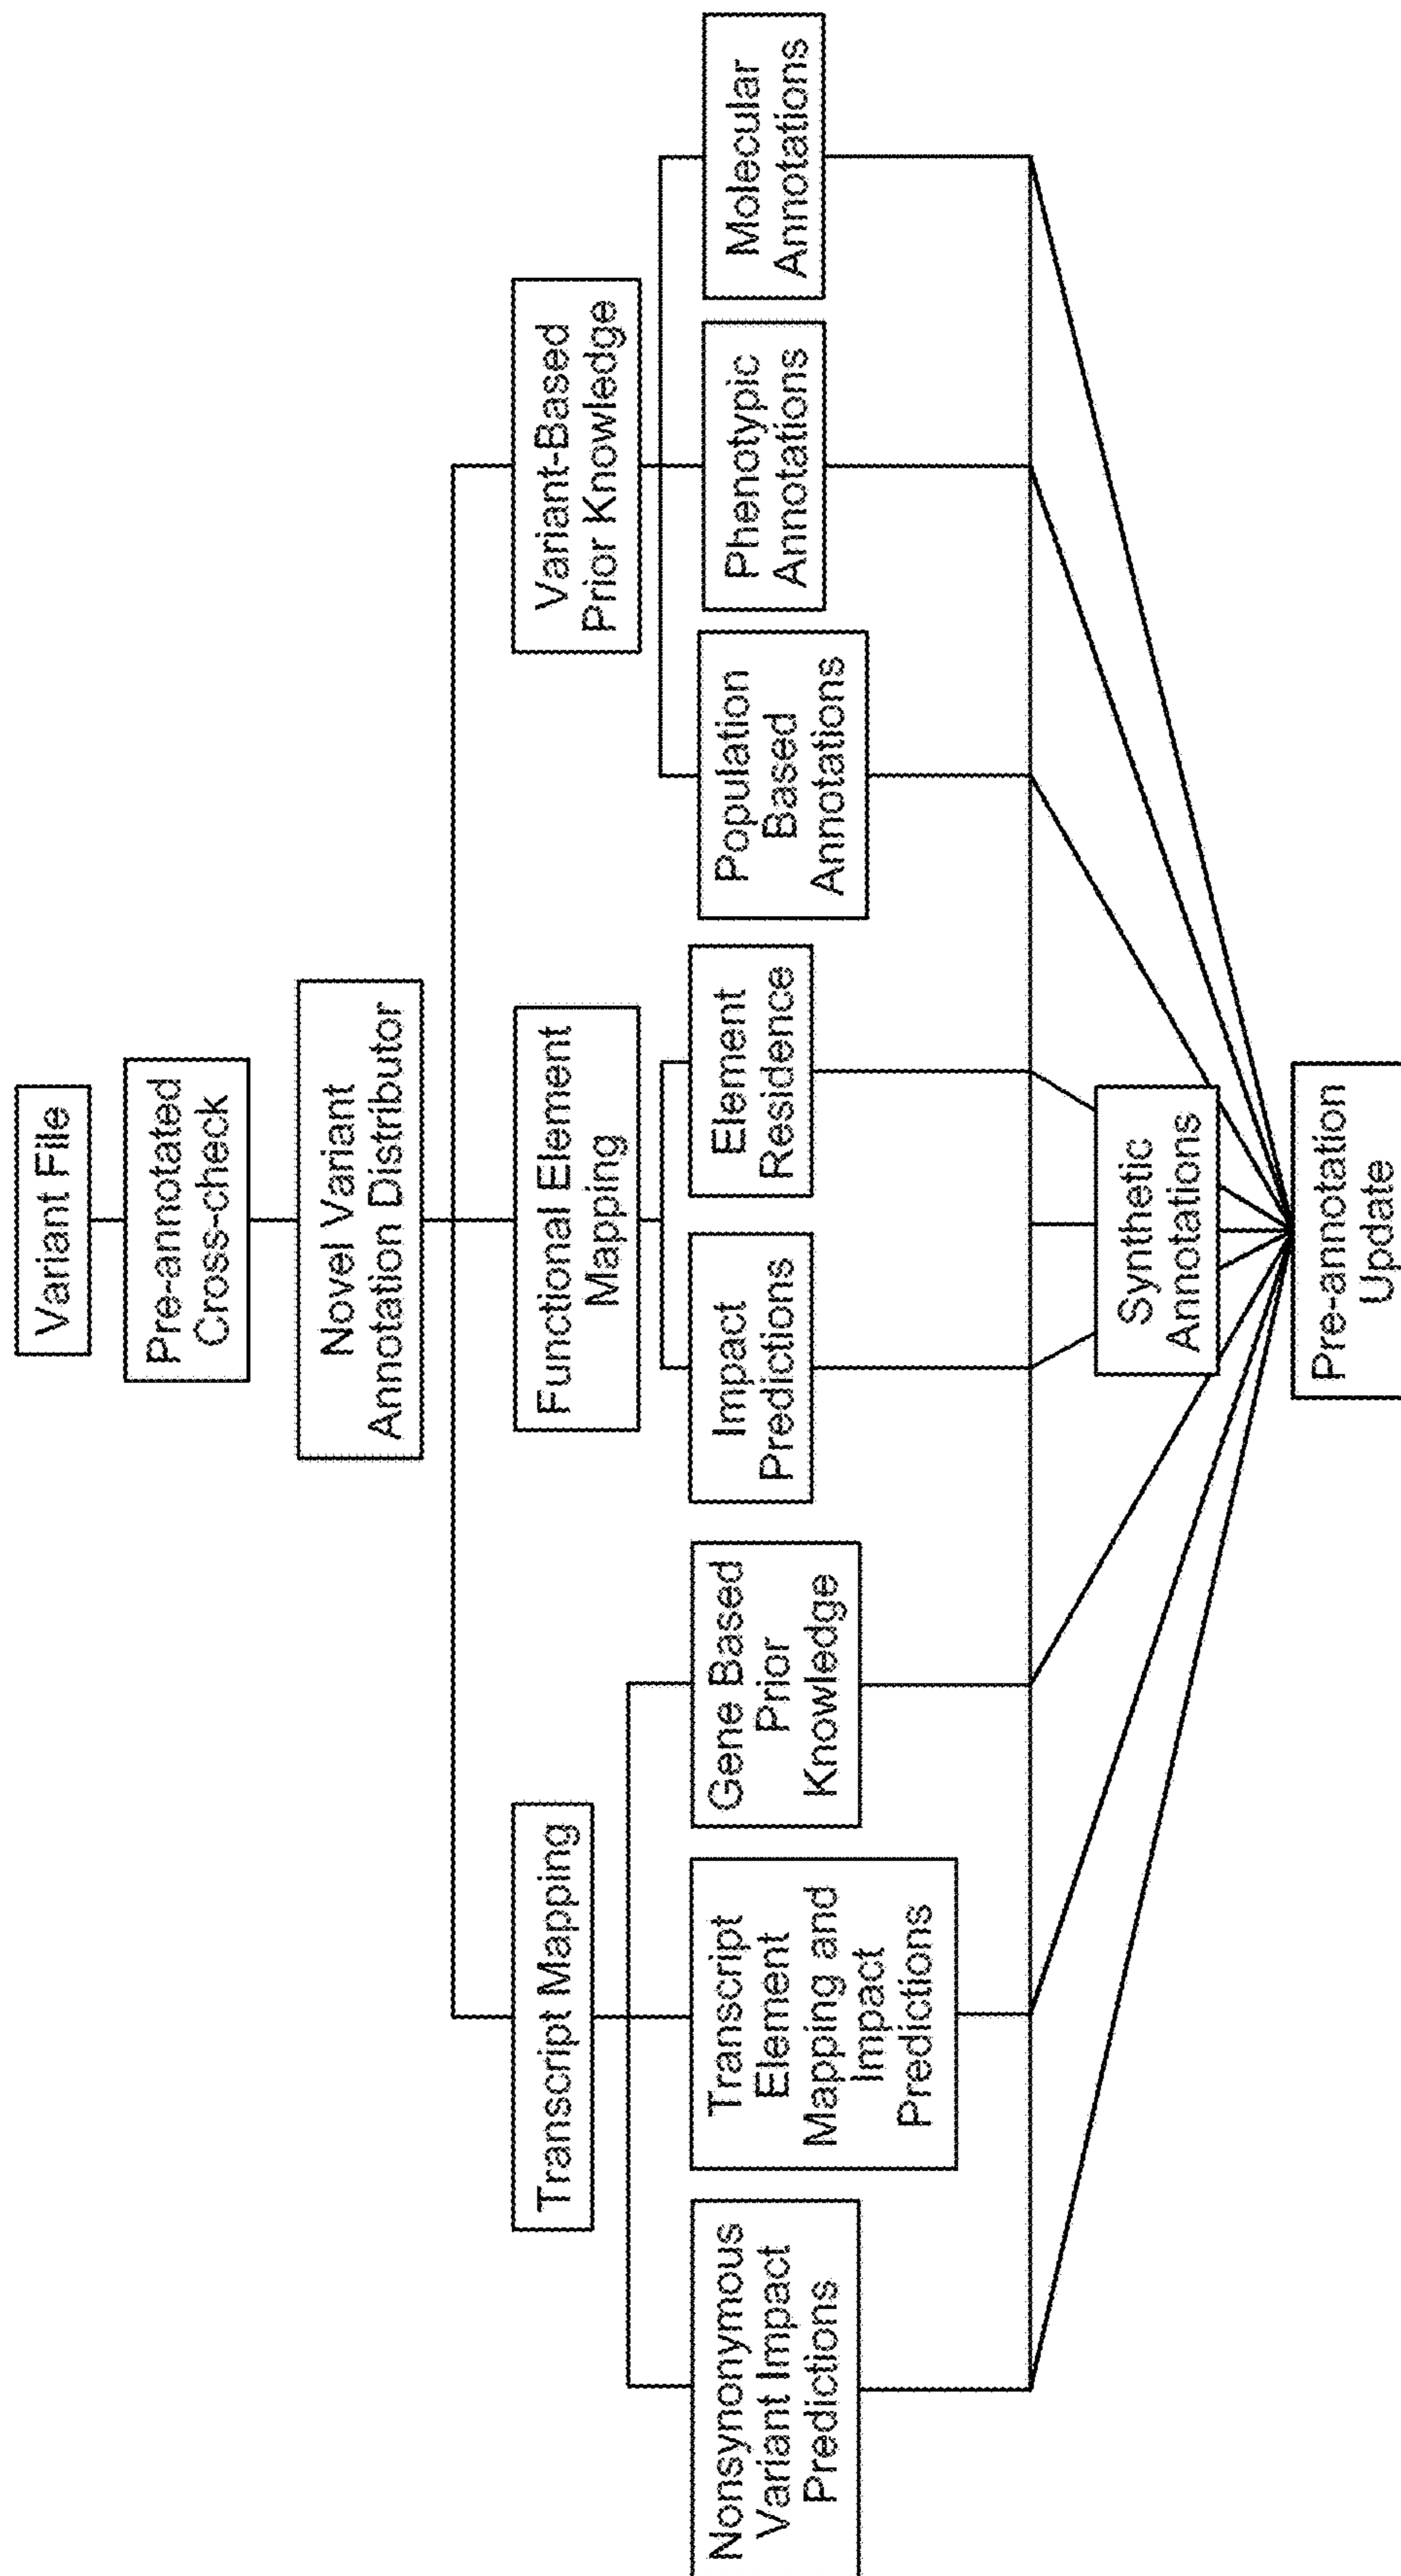 Variant File
Pre-annotated
Cross-check
Novel Variant
Annotation Distributor
Transcript Mapping
Functional Element
Mapping
Variant-Based
Prior Knowledge
Nonsynonymous
Variant Impact
Predictions
Transcript
Element
Mapping and
Impact
Predictions
Gene Based
Prior
Knowledge
Impact
Predictions
Element
Residence
Population
Based
Annotations
Phenotypic
Annotations
Molecular
Annotations
Synthetic
Annotations
Pre-annotation
Update